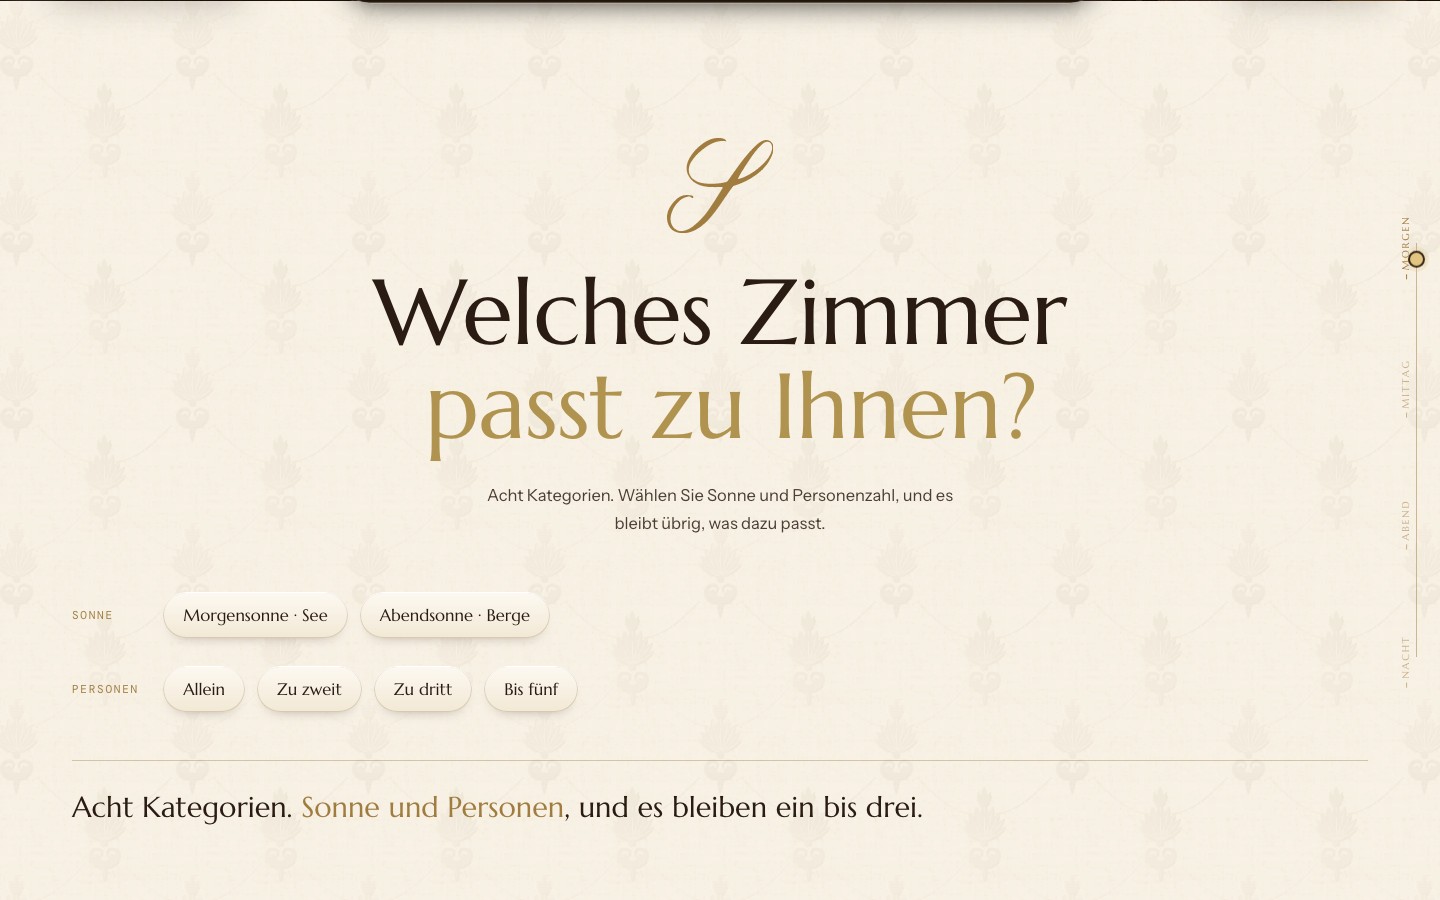 S
Welches Zimmer
passt zu Ihnen?
Acht Kategorien. Wählen Sie Sonne und Personenzahl, und es
bleibt übrig, was dazu passt.
SONNE
Morgensonne · See
Abendsonne · Berge
PERSONEN
Allein
Zu zweit
Zu dritt
Bis fünf
Acht Kategorien. Sonne und Personen, und es bleiben ein bis drei.
– MORGEN
– MITTAG
– ABEND
– NACHT